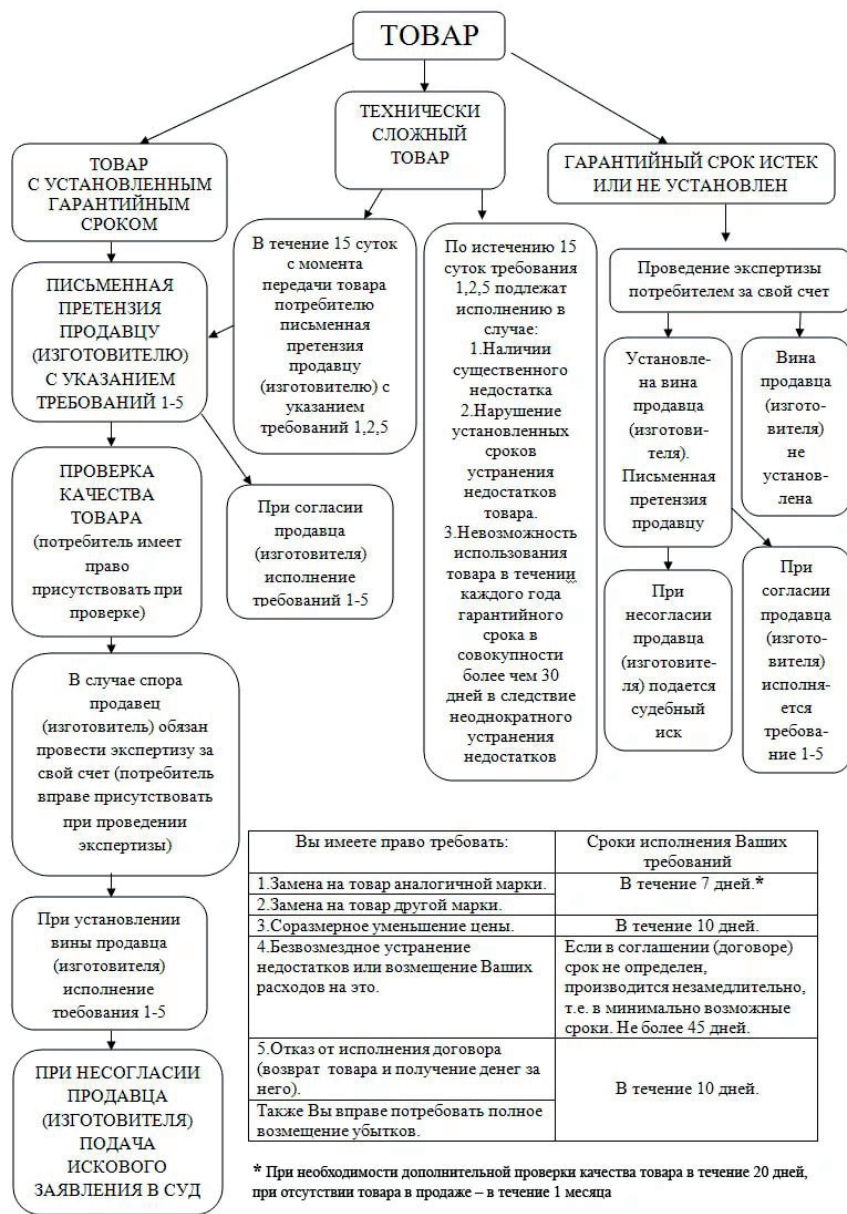 ТОВАР
ТЕХНИЧЕСКИ
СЛОЖНЫЙ
ТОВАР
ТОВАР
С УСТАНОВЛЕННЫМ
ГАРАНТИЙНЫМ
СРОКОМ
ГАРАНТИЙНЫЙ СРОК ИСТЕК
ИЛИ НЕ УСТАНОВЛЕН
ПИСЬМЕННАЯ
ПРЕТЕНЗИЯ
ПРОДАВЦУ
(ИЗГОТОВИТЕЛЮ)
С УКАЗАНИЕМ
ТРЕБОВАНИЙ 1-5
В течение 15 суток
с момента
передачи товара
потребителю
письменная
претензия
продавцу
(изготовителю) с
указанием
требований 1,2,5
По истечению 15
суток требования
1,2,5 подлежат
исполнению в
случае:
1.Наличии
существенного
недостатка
2.Нарушение
установленных
сроков
устранения
недостатков
товара.
3.Невозможность
использования
товара в течении
каждого года
гарантийного
срока в
совокупности
более чем 30
дней в следствие
неоднократного
устранения
недостатков
Проведение экспертизы
потребителем за свой счет
Установле-
на вина
продавца
(изготови-
теля).
Письменная
претензия
продавцу
Вина
продавца
(изгото-
вителя)
не
установ-
лена
ПРОВЕРКА
КАЧЕСТВА
ТОВАРА
(потребитель имеет
право
присутствовать при
проверке)
При согласии
продавца
(изготовителя)
исполнение
требований 1-5
При
несогласии
продавца
(изготовите-
ля) подается
судебный
иск
При
согласии
продавца
(изгото-
вителя)
исполня-
ется
требова-
ние 1-5
В случае спора
продавец
(изготовитель) обязан
провести экспертизу за
свой счет (потребитель
вправе присутствовать
при проведении
экспертизы)
При установлении
вины продавца
(изготовителя)
исполнение
требования 1-5
ПРИ НЕСОГЛАСИИ
ПРОДАВЦА
(ИЗГОТОВИТЕЛЯ)
ПОДАЧА
ИСКОВОГО
ЗАЯВЛЕНИЯ В СУД
Вы имеете право требовать:
Сроки исполнения Ваших
требований
1.Замена на товар аналогичной марки.
В течение 7 дней.*
2.Замена на товар другой марки.
3.Соразмерное уменьшение цены.
В течение 10 дней.
4.Безвозмездное устранение
недостатков или возмещение Ваших
расходов на это.
Если в соглашении (договоре)
срок не определен,
производится незамедлительно,
т.е. в минимально возможные
сроки. Не более 45 дней.
5.Отказ от исполнения договора
(возврат товара и получение денег за
него).
В течение 10 дней.
Также Вы вправе потребовать полное
возмещение убытков.
* При необходимости дополнительной проверки качества товара в течение 20 дней,
при отсутствии товара в продаже – в течение 1 месяца